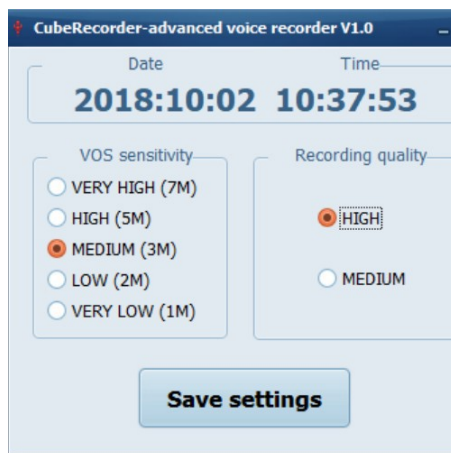 CubeRecorder-advanced voice recorder V1.0
Date Time
2018:10:02 10:37:53
VOS sensitivity
VERY HIGH (7M)
HIGH (5M)
MEDIUM (3M)
LOW (2M)
VERY LOW (1M)
Recording quality
HIGH
MEDIUM
Save settings